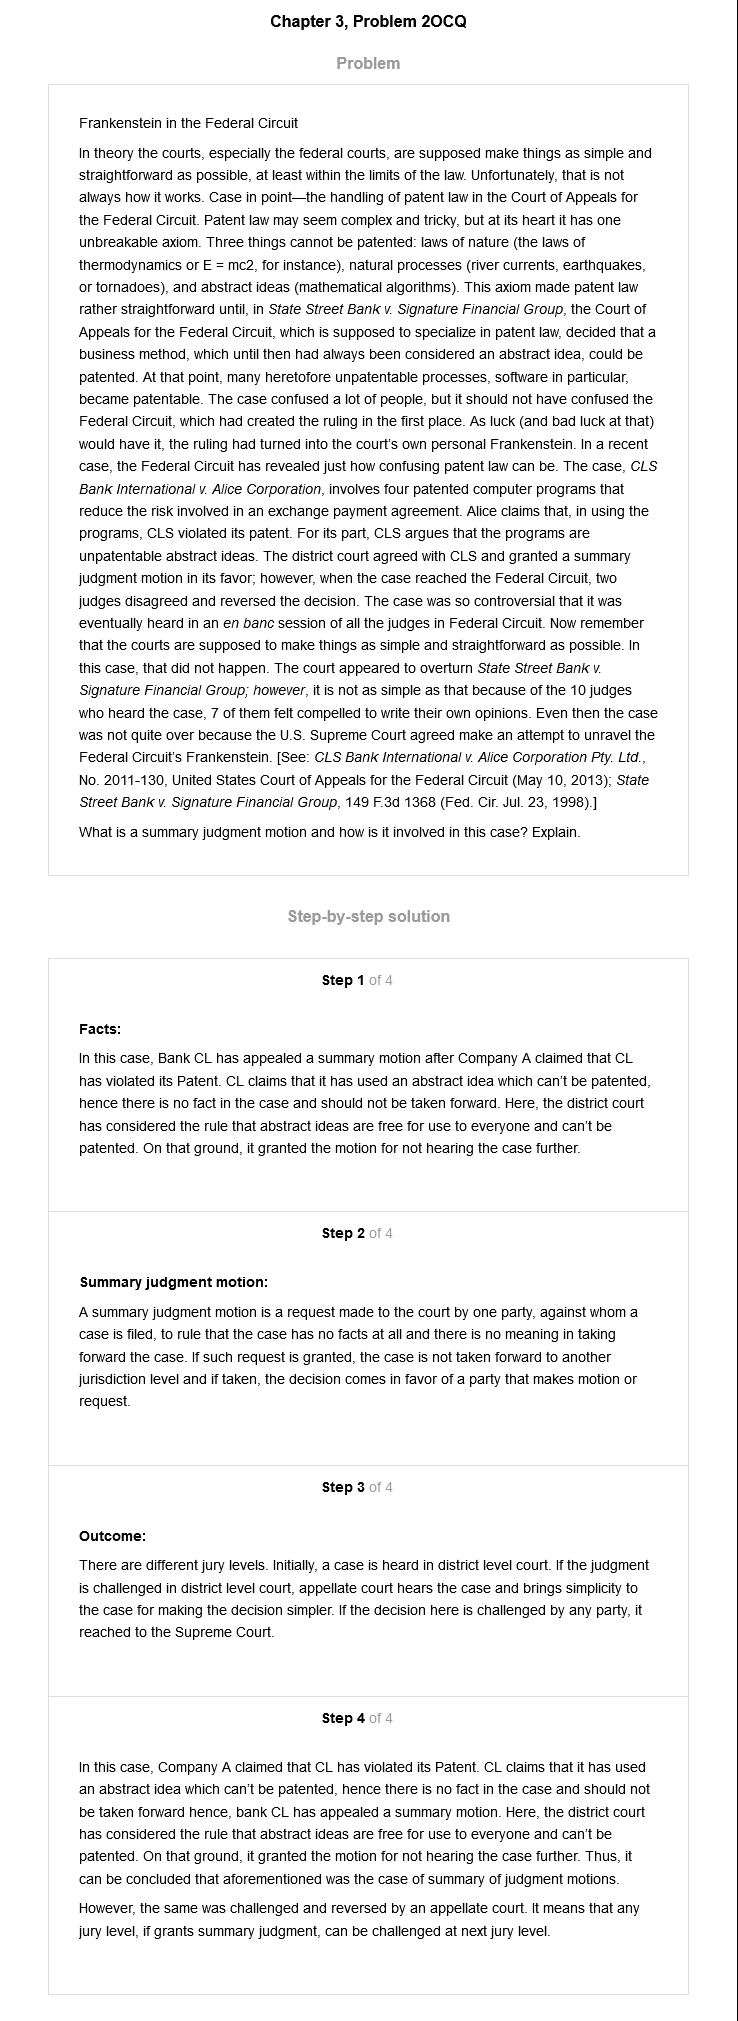 Chapter 3, Problem 2OCQ
Problem
Frankenstein in the Federal Circuit
In theory the courts, especially the federal courts, are supposed make things as simple and
straightforward as possible, at least within the limits of the law. Unfortunately, that is not
always how it works. Case in point—the handling of patent law in the Court of Appeals for
the Federal Circuit. Patent law may seem complex and tricky, but at its heart it has one
unbreakable axiom. Three things cannot be patented: laws of nature (the laws of
thermodynamics or E = mc2, for instance), natural processes (river currents, earthquakes,
or tornadoes), and abstract ideas (mathematical algorithms). This axiom made patent law
rather straightforward until, in State Street Bank v. Signature Financial Group, the Court of
Appeals for the Federal Circuit, which is supposed to specialize in patent law, decided that a
business method, which until then had always been considered an abstract idea, could be
patented. At that point, many heretofore unpatentable processes, software in particular,
became patentable. The case confused a lot of people, but it should not have confused the
Federal Circuit, which had created the ruling in the first place. As luck (and bad luck at that)
would have it, the ruling had turned into the court's own personal Frankenstein. In a recent
case, the Federal Circuit has revealed just how confusing patent law can be. The case, CLS
Bank International v. Alice Corporation, involves four patented computer programs that
reduce the risk involved in an exchange payment agreement. Alice claims that, in using the
programs, CLS violated its patent. For its part, CLS argues that the programs are
unpatentable abstract ideas. The district court agreed with CLS and granted a summary
judgment motion in its favor; however, when the case reached the Federal Circuit, two
judges disagreed and reversed the decision. The case was so controversial that it was
eventually heard in an en banc session of all the judges in Federal Circuit. Now remember
that the courts are supposed to make things as simple and straightforward as possible. In
this case, that did not happen. The court appeared to overturn State Street Bank v.
Signature Financial Group; however, it is not as simple as that because of the 10 judges
who heard the case, 7 of them felt compelled to write their own opinions. Even then the case
was not quite over because the U.S. Supreme Court agreed make an attempt to unravel the
Federal Circuit's Frankenstein. [See: CLS Bank International v. Alice Corporation Pty. Ltd.,
No. 2011-130, United States Court of Appeals for the Federal Circuit (May 10, 2013); State
Street Bank v. Signature Financial Group, 149 F.3d 1368 (Fed. Cir. Jul. 23, 1998).]
What is a summary judgment motion and how is it involved in this case? Explain.
Step-by-step solution
Step 1 of 4
Facts:
In this case, Bank CL has appealed a summary motion after Company A claimed that CL
has violated its Patent. CL claims that it has used an abstract idea which can't be patented,
hence there is no fact in the case and should not be taken forward. Here, the district court
has considered the rule that abstract ideas are free for use to everyone and can't be
patented. On that ground, it granted the motion for not hearing the case further.
Step 2 of 4
Summary judgment motion:
A summary judgment motion is a request made to the court by one party, against whom a
case is filed, to rule that the case has no facts at all and there is no meaning in taking
forward the case. If such request is granted, the case is not taken forward to another
jurisdiction level and if taken, the decision comes in favor of a party that makes motion or
request.
Step 3 of 4
Outcome:
There are different jury levels. Initially, a case is heard in district level court. If the judgment
is challenged in district level court, appellate court hears the case and brings simplicity to
the case for making the decision simpler. If the decision here is challenged by any party, it
reached to the Supreme Court.
Step 4 of 4
In this case, Company A claimed that CL has violated its Patent. CL claims that it has used
an abstract idea which can't be patented, hence there is no fact in the case and should not
be taken forward hence, bank CL has appealed a summary motion. Here, the district court
has considered the rule that abstract ideas are free for use to everyone and can't be
patented. On that ground, it granted the motion for not hearing the case further. Thus, it
can be concluded that aforementioned was the case of summary of judgment motions.
However, the same was challenged and reversed by an appellate court. It means that any
jury level, if grants summary judgment, can be challenged at next jury level.